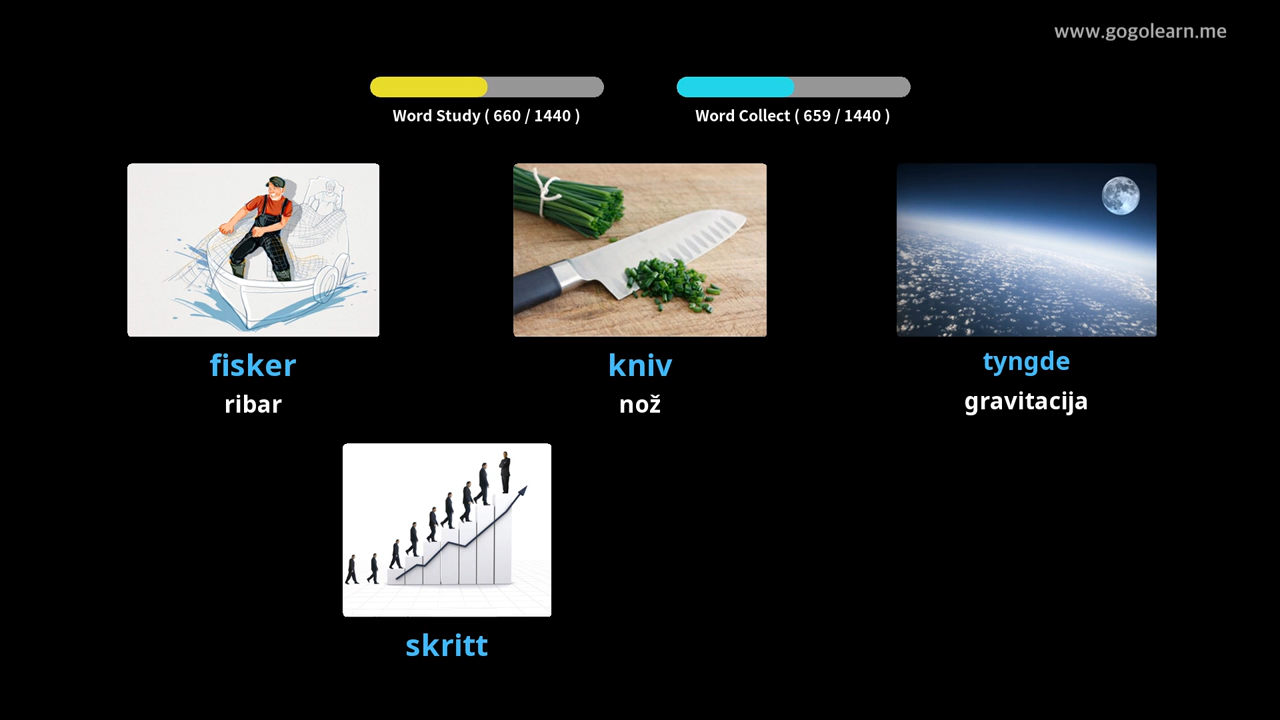 www.gogolearn.me
Word Study ( 660 / 1440 )
Word Collect ( 659 / 1440 )
fisker
ribar
kniv
nož
tyngde
gravitacija
skritt